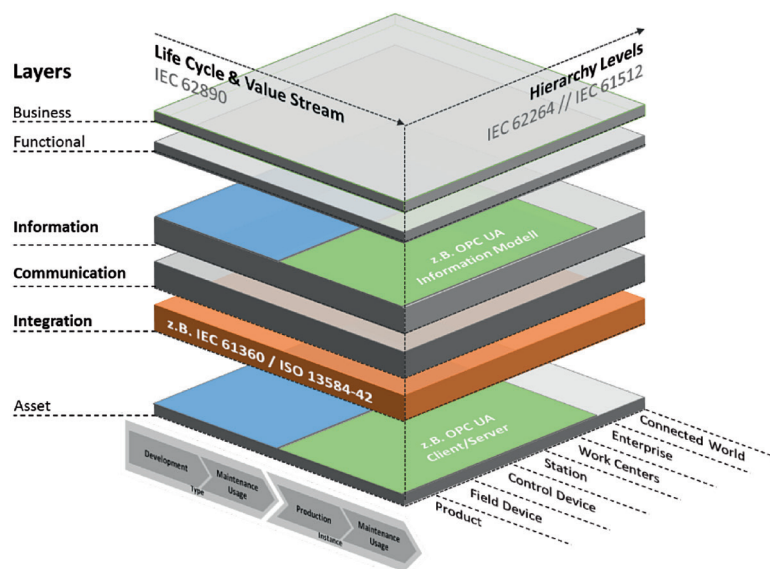 Life Cycle & Value Stream
IEC 62890
Hierarchy Levels
IEC 62264 // IEC 61512
Layers
Business
Functional
Information
Communication
Integration
Asset
z.B. OPC UA
Information Modell
z.B. IEC 61360 / ISO 13584-42
z.B. OPC UA
Client/Server
Development
Maintenance
Usage
Type
Production
Maintenance
Usage
Instance
Connected World
Enterprise
Work Centers
Station
Control Device
Field Device
Product